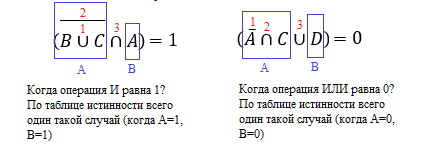 2 1 2
1 3 3
(B ∪ C ∩ A) = 1 (Ā ∩ C ∪ D) = 0
A B A B
Когда операция И равна 1? Когда операция ИЛИ равна 0?
По таблице истинности всего По таблице истинности всего
один такой случай (когда A=1, один такой случай (когда A=0,
B=1) B=0)